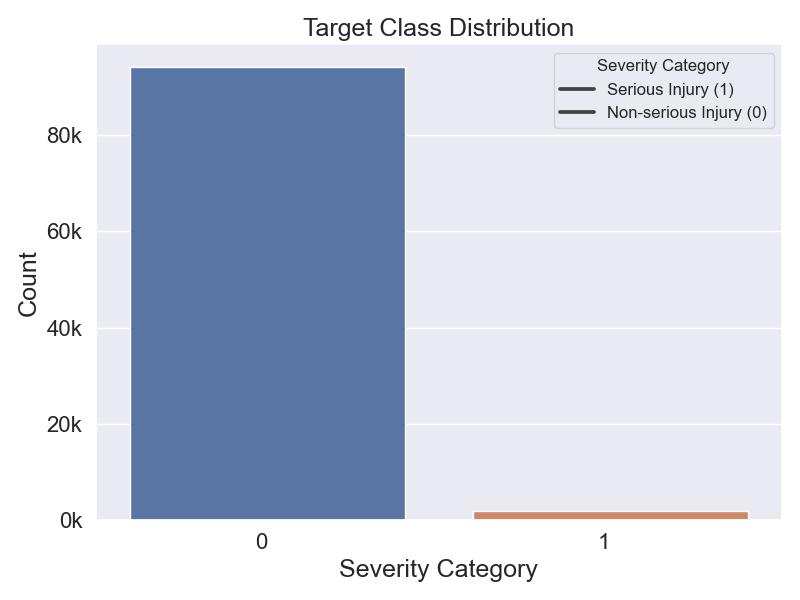 Target Class Distribution
Severity Category
Serious Injury (1)
Non-serious Injury (0)
Count
80k
60k
40k
20k
0k
0
1
Severity Category